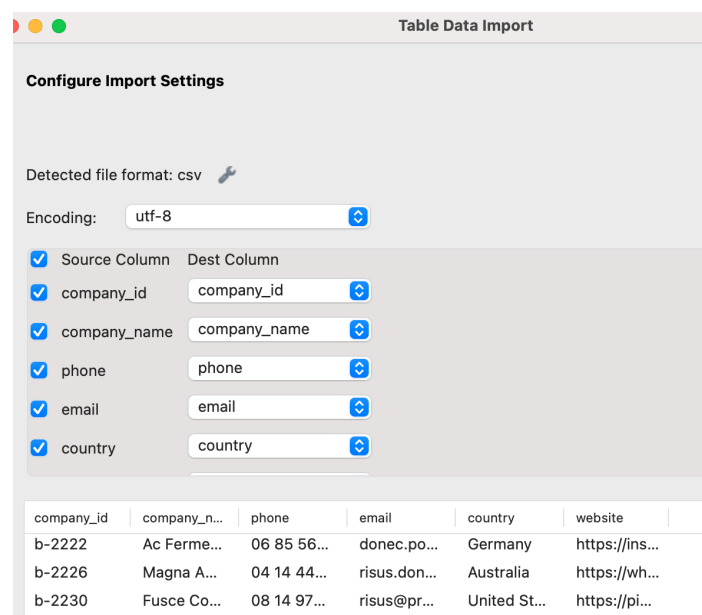 Table Data Import
Configure Import Settings
Detected file format: csv
Encoding: utf-8
Source Column Dest Column
company_id company_id
company_name company_name
phone phone
email email
country country
company_id company_n... phone email country website
b-2222 Ac Ferme... 06 85 56... donec.po... Germany https://ins...
b-2226 Magna A... 04 14 44... risus.don... Australia https://wh...
b-2230 Fusce Co... 08 14 97... risus@pr... United St... https://pi...